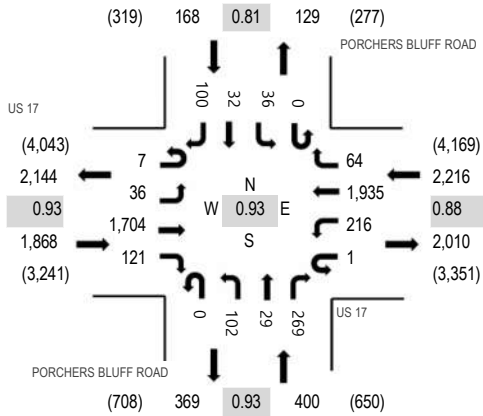 (319) 168 0.81 129 (277)
PORCHERS BLUFF ROAD
US 17
100 32 36 0
(4,043) (4,169)
7 64
2,144 2,216
36 N 1,935
0.93 W 0.93 E 0.88
1,704 216
1,868 S 2,010
121 1
(3,241) (3,351)
0 102 29 269
US 17
PORCHERS BLUFF ROAD
(708) 369 0.93 400 (650)